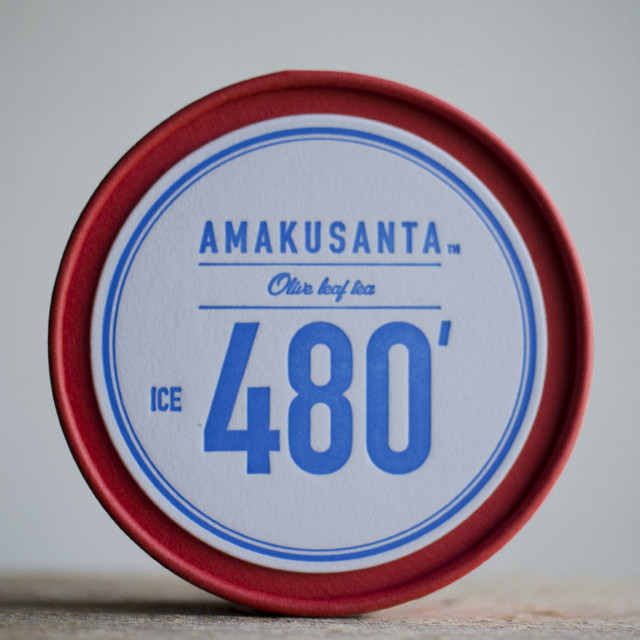 AMAKUSANTA™
Olive leaf tea
ICE 480'